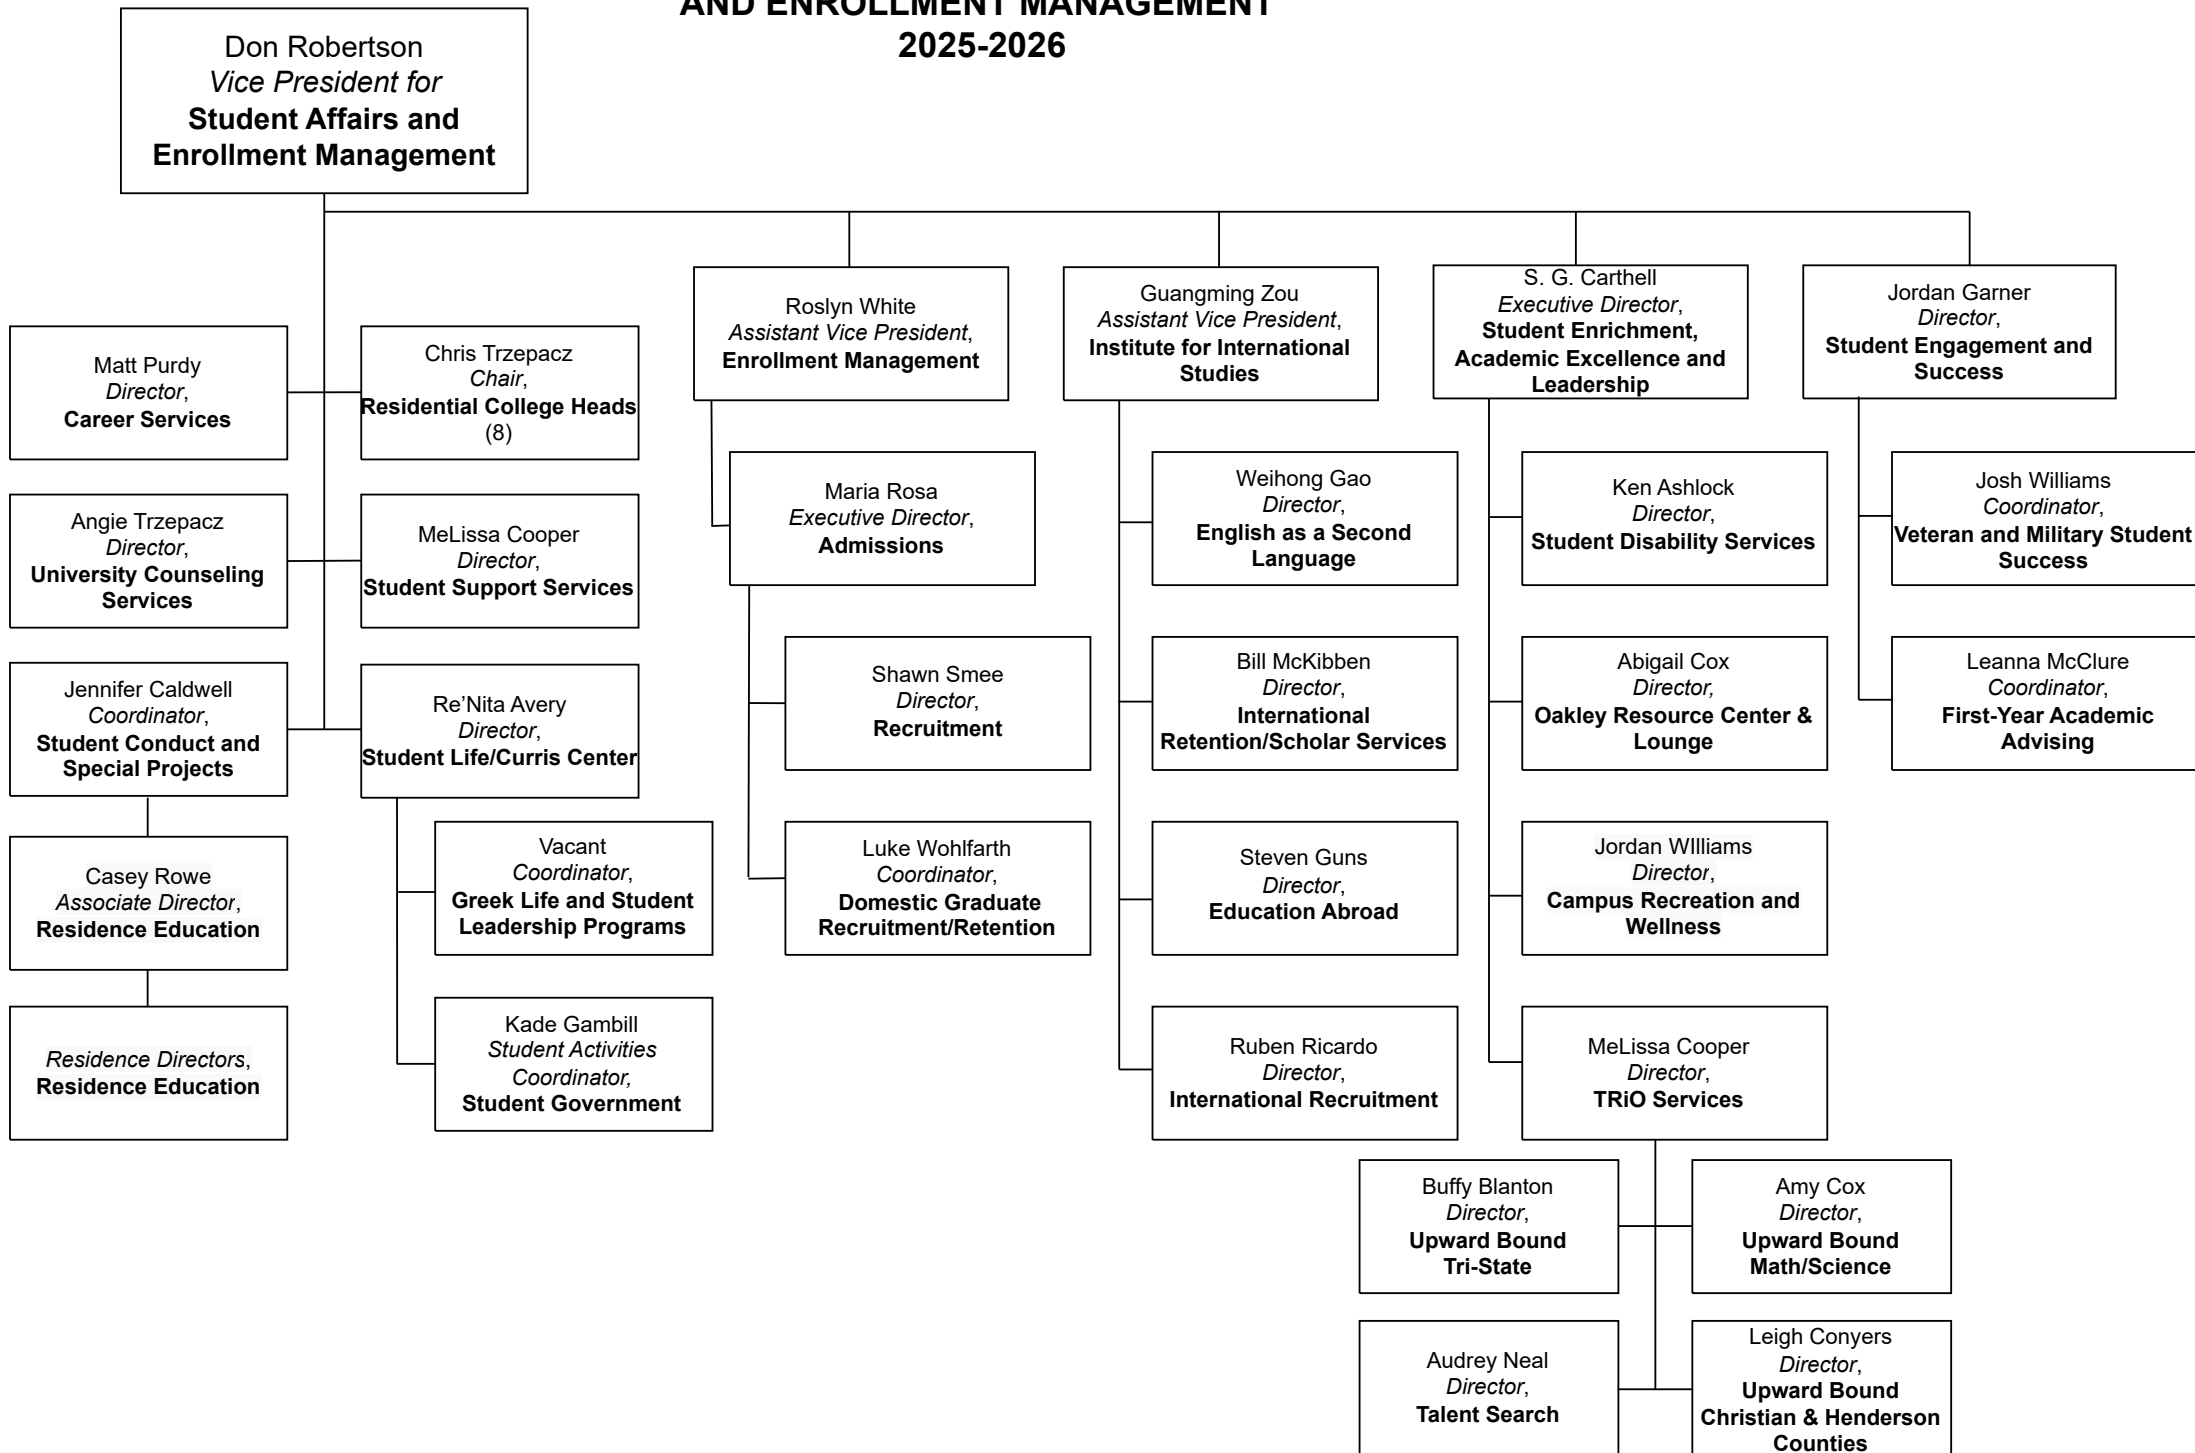 AND ENROLLMENT MANAGEMENT
2025-2026
Don Robertson
Vice President for
Student Affairs and
Enrollment Management
Matt Purdy
Director,
Career Services
Chris Trzepacz
Chair,
Residential College Heads
(8)
Angie Trzepacz
Director,
University Counseling
Services
MeLissa Cooper
Director,
Student Support Services
Jennifer Caldwell
Coordinator,
Student Conduct and
Special Projects
Re’Nita Avery
Director,
Student Life/Curris Center
Casey Rowe
Associate Director,
Residence Education
Residence Directors,
Residence Education
Vacant
Coordinator,
Greek Life and Student
Leadership Programs
Kade Gambill
Student Activities
Coordinator,
Student Government
Roslyn White
Assistant Vice President,
Enrollment Management
Maria Rosa
Executive Director,
Admissions
Shawn Smee
Director,
Recruitment
Luke Wohlfarth
Coordinator,
Domestic Graduate
Recruitment/Retention
Guangming Zou
Assistant Vice President,
Institute for International
Studies
Weihong Gao
Director,
English as a Second
Language
Bill McKibben
Director,
International
Retention/Scholar Services
Steven Guns
Director,
Education Abroad
Ruben Ricardo
Director,
International Recruitment
S. G. Carthell
Executive Director,
Student Enrichment,
Academic Excellence and
Leadership
Ken Ashlock
Director,
Student Disability Services
Abigail Cox
Director,
Oakley Resource Center &
Lounge
Jordan WIlliams
Director,
Campus Recreation and
Wellness
MeLissa Cooper
Director,
TRiO Services
Buffy Blanton
Director,
Upward Bound
Tri-State
Amy Cox
Director,
Upward Bound
Math/Science
Audrey Neal
Director,
Talent Search
Leigh Conyers
Director,
Upward Bound
Christian & Henderson
Counties
Jordan Garner
Director,
Student Engagement and
Success
Josh Williams
Coordinator,
Veteran and Military Student
Success
Leanna McClure
Coordinator,
First-Year Academic
Advising